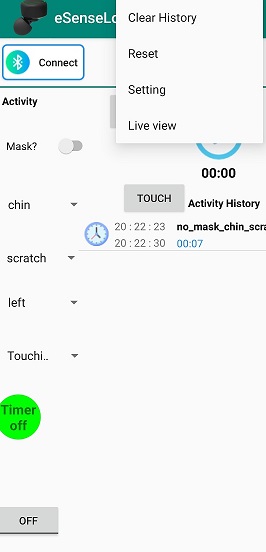 eSenseLo
Clear History
Reset
Setting
Live view
Connect
Activity
Mask?
00:00
chin
TOUCH
Activity History
20 : 22 : 23 no_mask_chin_scra
20 : 22 : 30 00:07
scratch
left
Touchi..
Timer
off
OFF